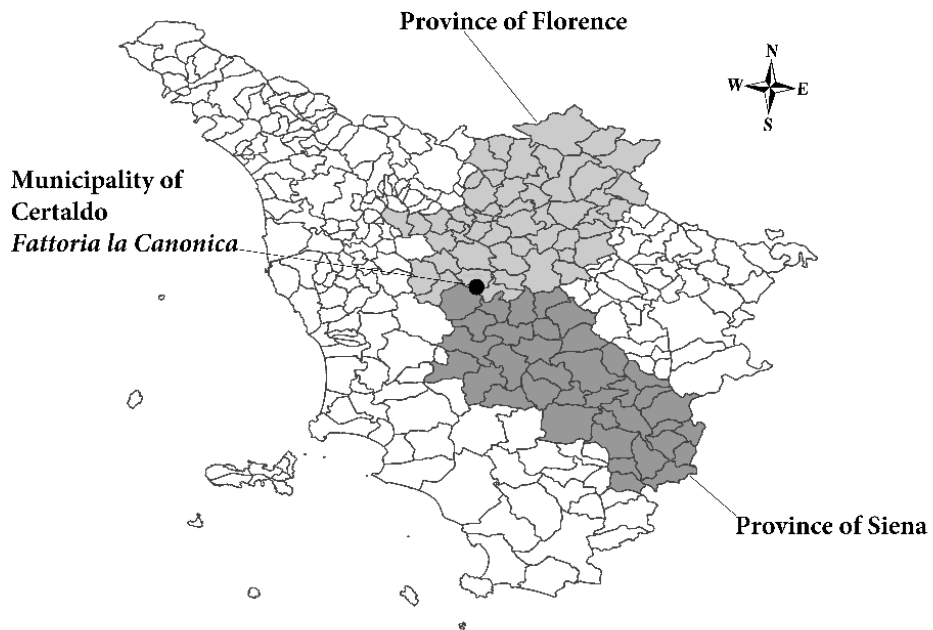 Province of Florence
N
W E
S
Municipality of
Certaldo
Fattoria la Canonica
Province of Siena